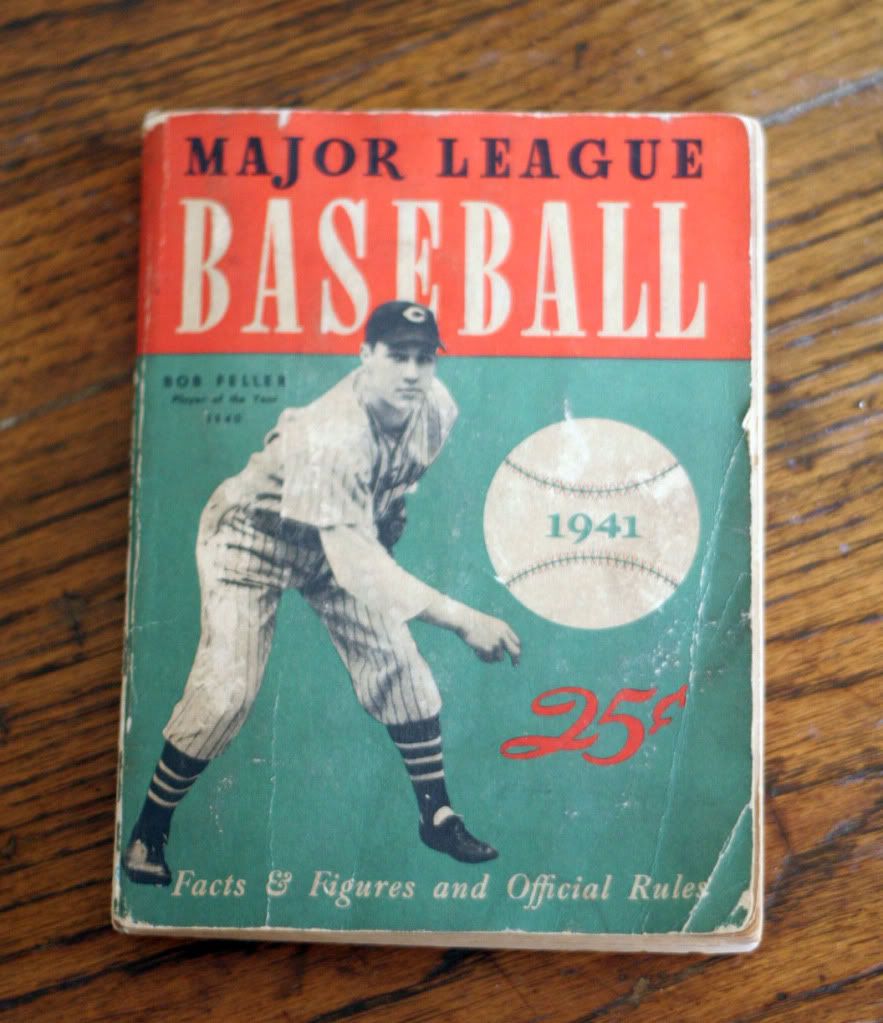 MAJOR LEAGUE
BASEBALL
C
BOB FELLER
Player of the Year
1940
1941
25¢
Facts & Figures and Official Rules